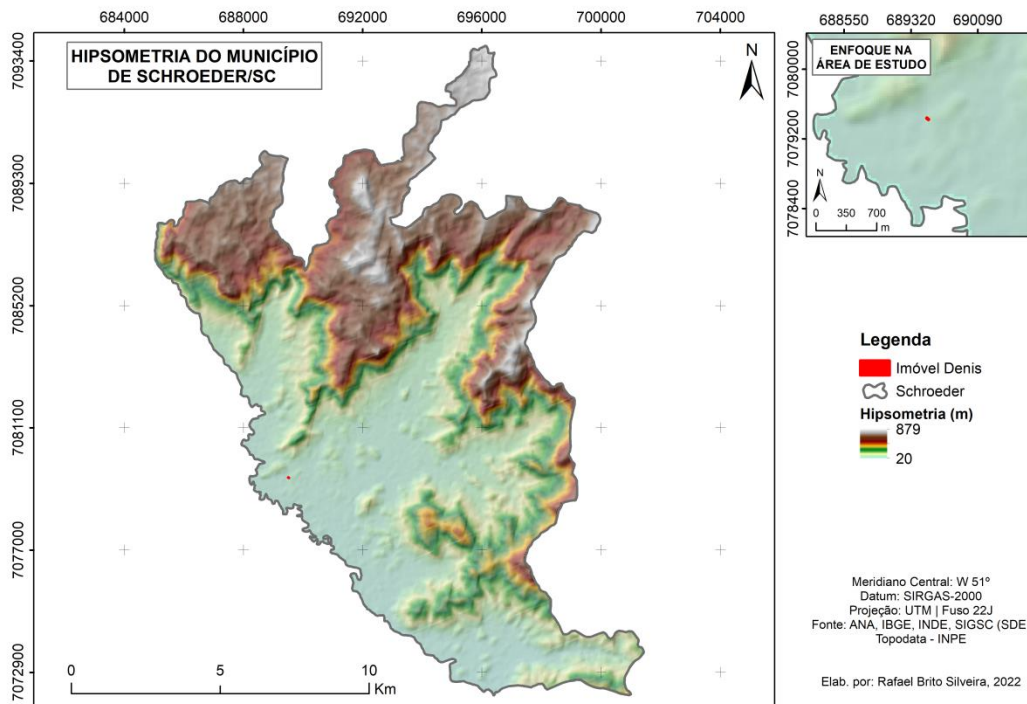 684000 688000 692000 696000 700000 704000
HIPSOMETRIA DO MUNICÍPIO
DE SCHROEDER/SC
N
7093400
7089300
7085200
7081100
7077000
7072900
0 5 10
Km
688550 689320 690090
ENFOQUE NA
ÁREA DE ESTUDO
7080000
7079200
7078400
N
0 350 700
m
Legenda
Imóvel Denis
Schroeder
Hipsometria (m)
879
20
Meridiano Central: W 51º
Datum: SIRGAS-2000
Projeção: UTM | Fuso 22J
Fonte: ANA, IBGE, INDE, SIGSC (SDE
Topodata - INPE
Elab. por: Rafael Brito Silveira, 2022